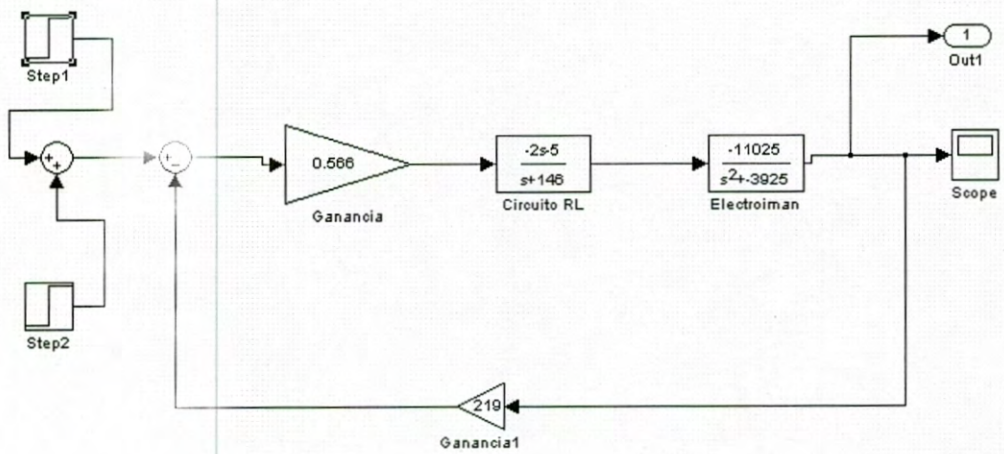 Step1
1
Out1
+
+
+
-
0.566
Ganancia
-2s-5
s+146
Circuito RL
-11025
s²+-3925
Electroiman
Scope
Step2
219
Ganancia1